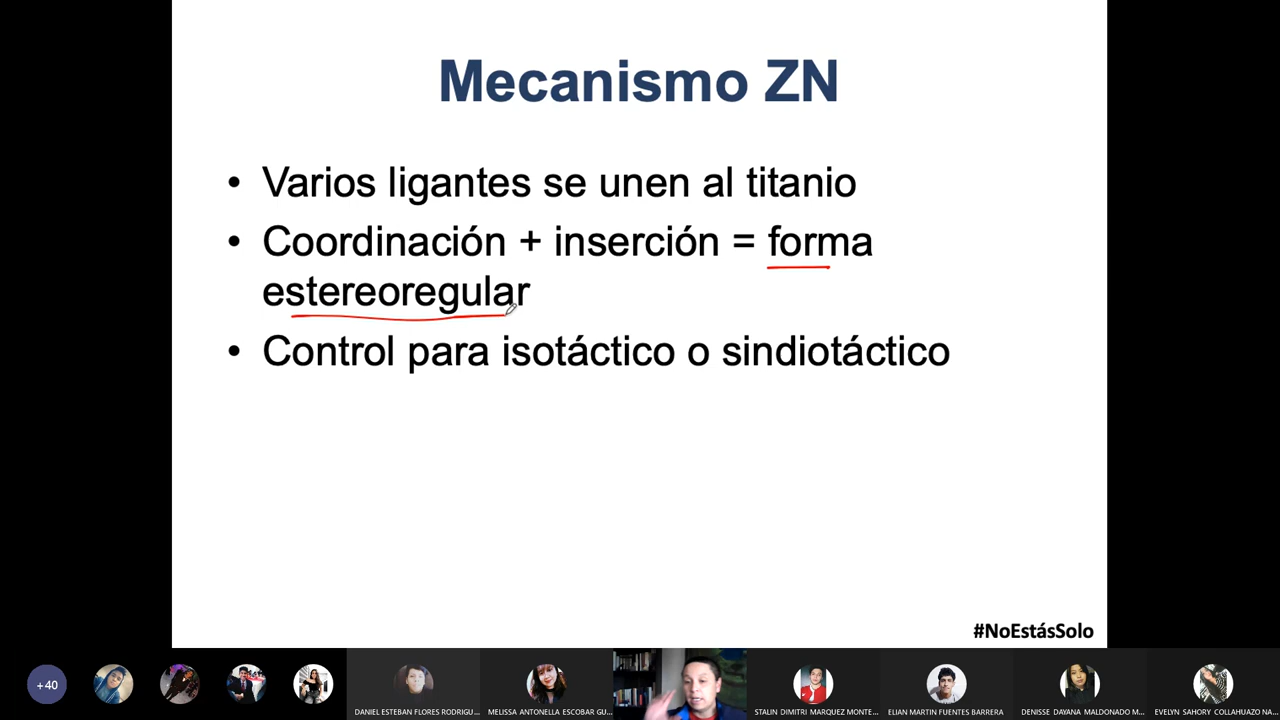 Mecanismo ZN
• Varios ligantes se unen al titanio
• Coordinación + inserción = forma
estereoregular
• Control para isotáctico o sindiotáctico
#NoEstásSolo
+40
DANIEL ESTEBAN FLORES RODRIGU...
MELISSA ANTONELLA ESCOBAR GU...
STALIN DIMITRI MARQUEZ MONTE...
ELIAN MARTIN FUENTES BARRERA
DENISSE DAYANA MALDONADO M...
EVELYN SAHORY COLLAHUAZO NA...